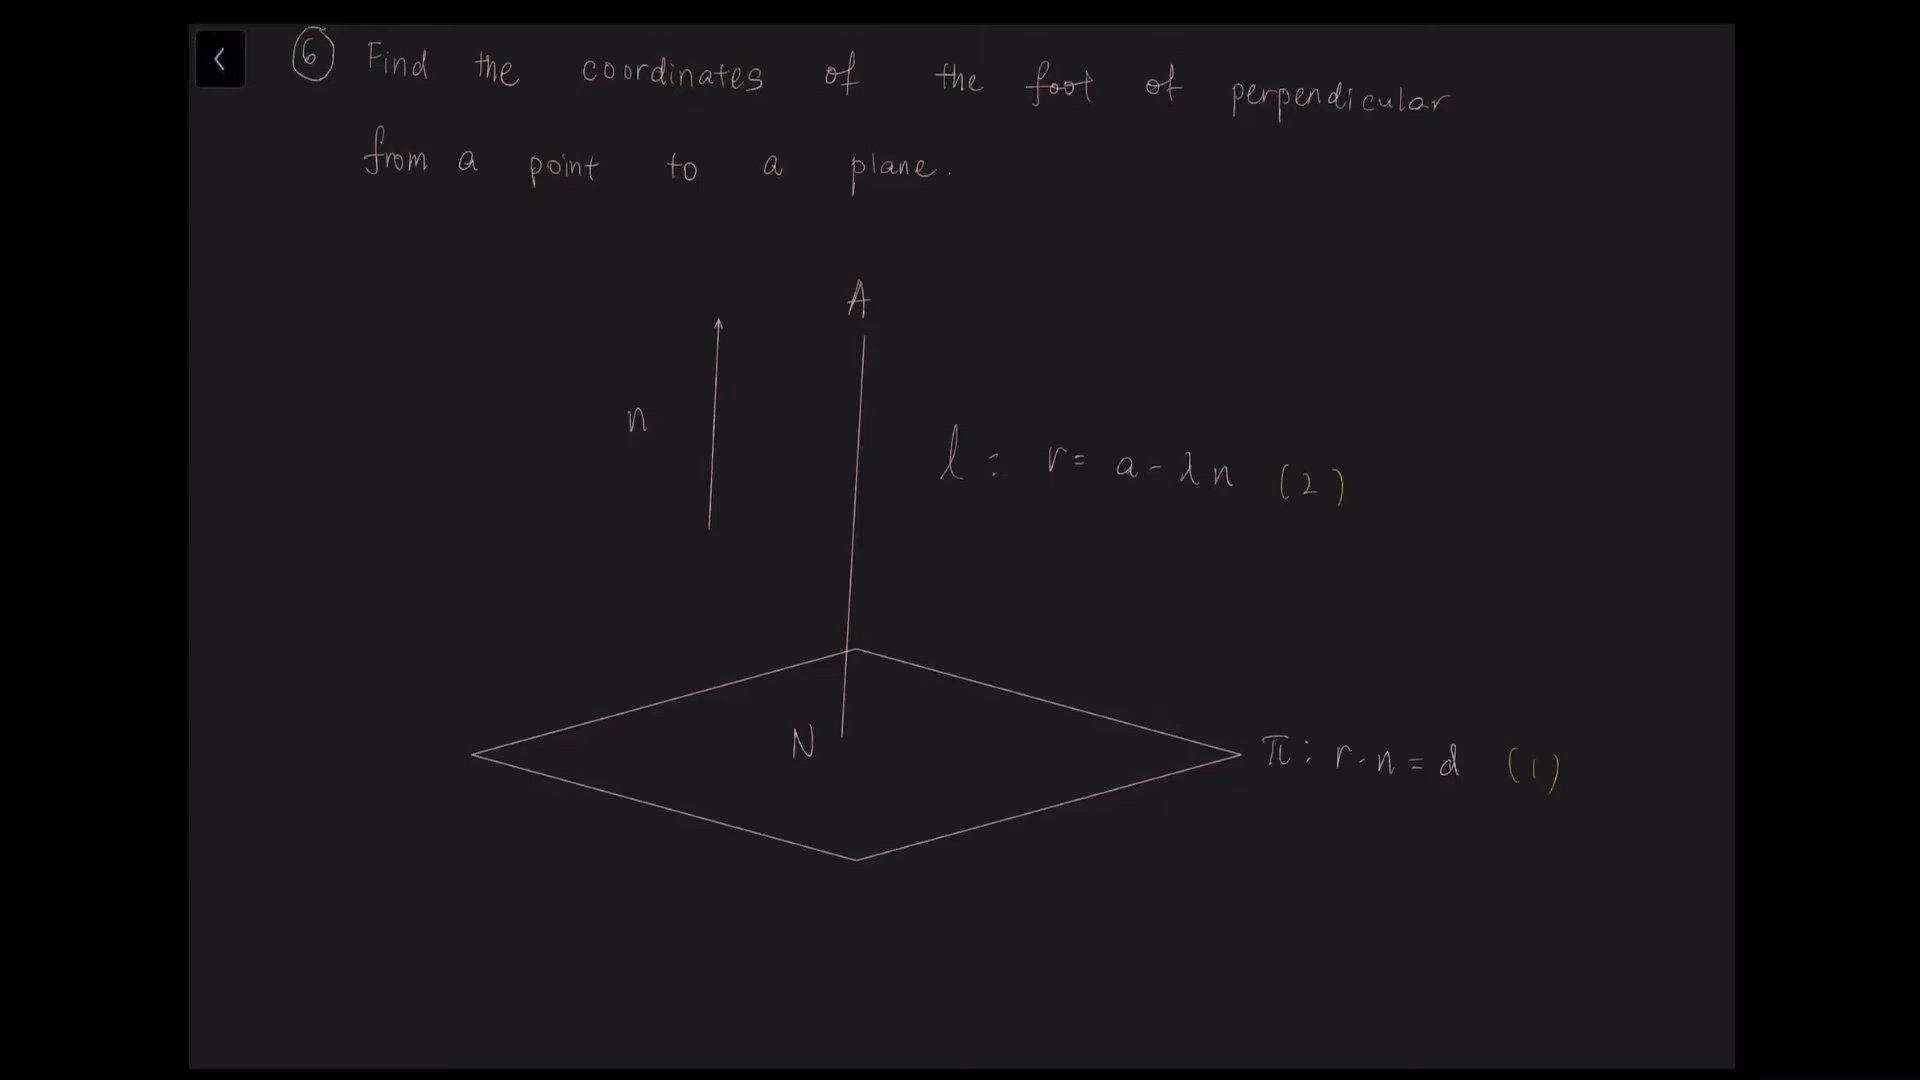 ⑥ Find the coordinates of the foot of perpendicular
from a point to a plane.
A
n
l : r = a - λn (2)
N
π : r · n = d (1)